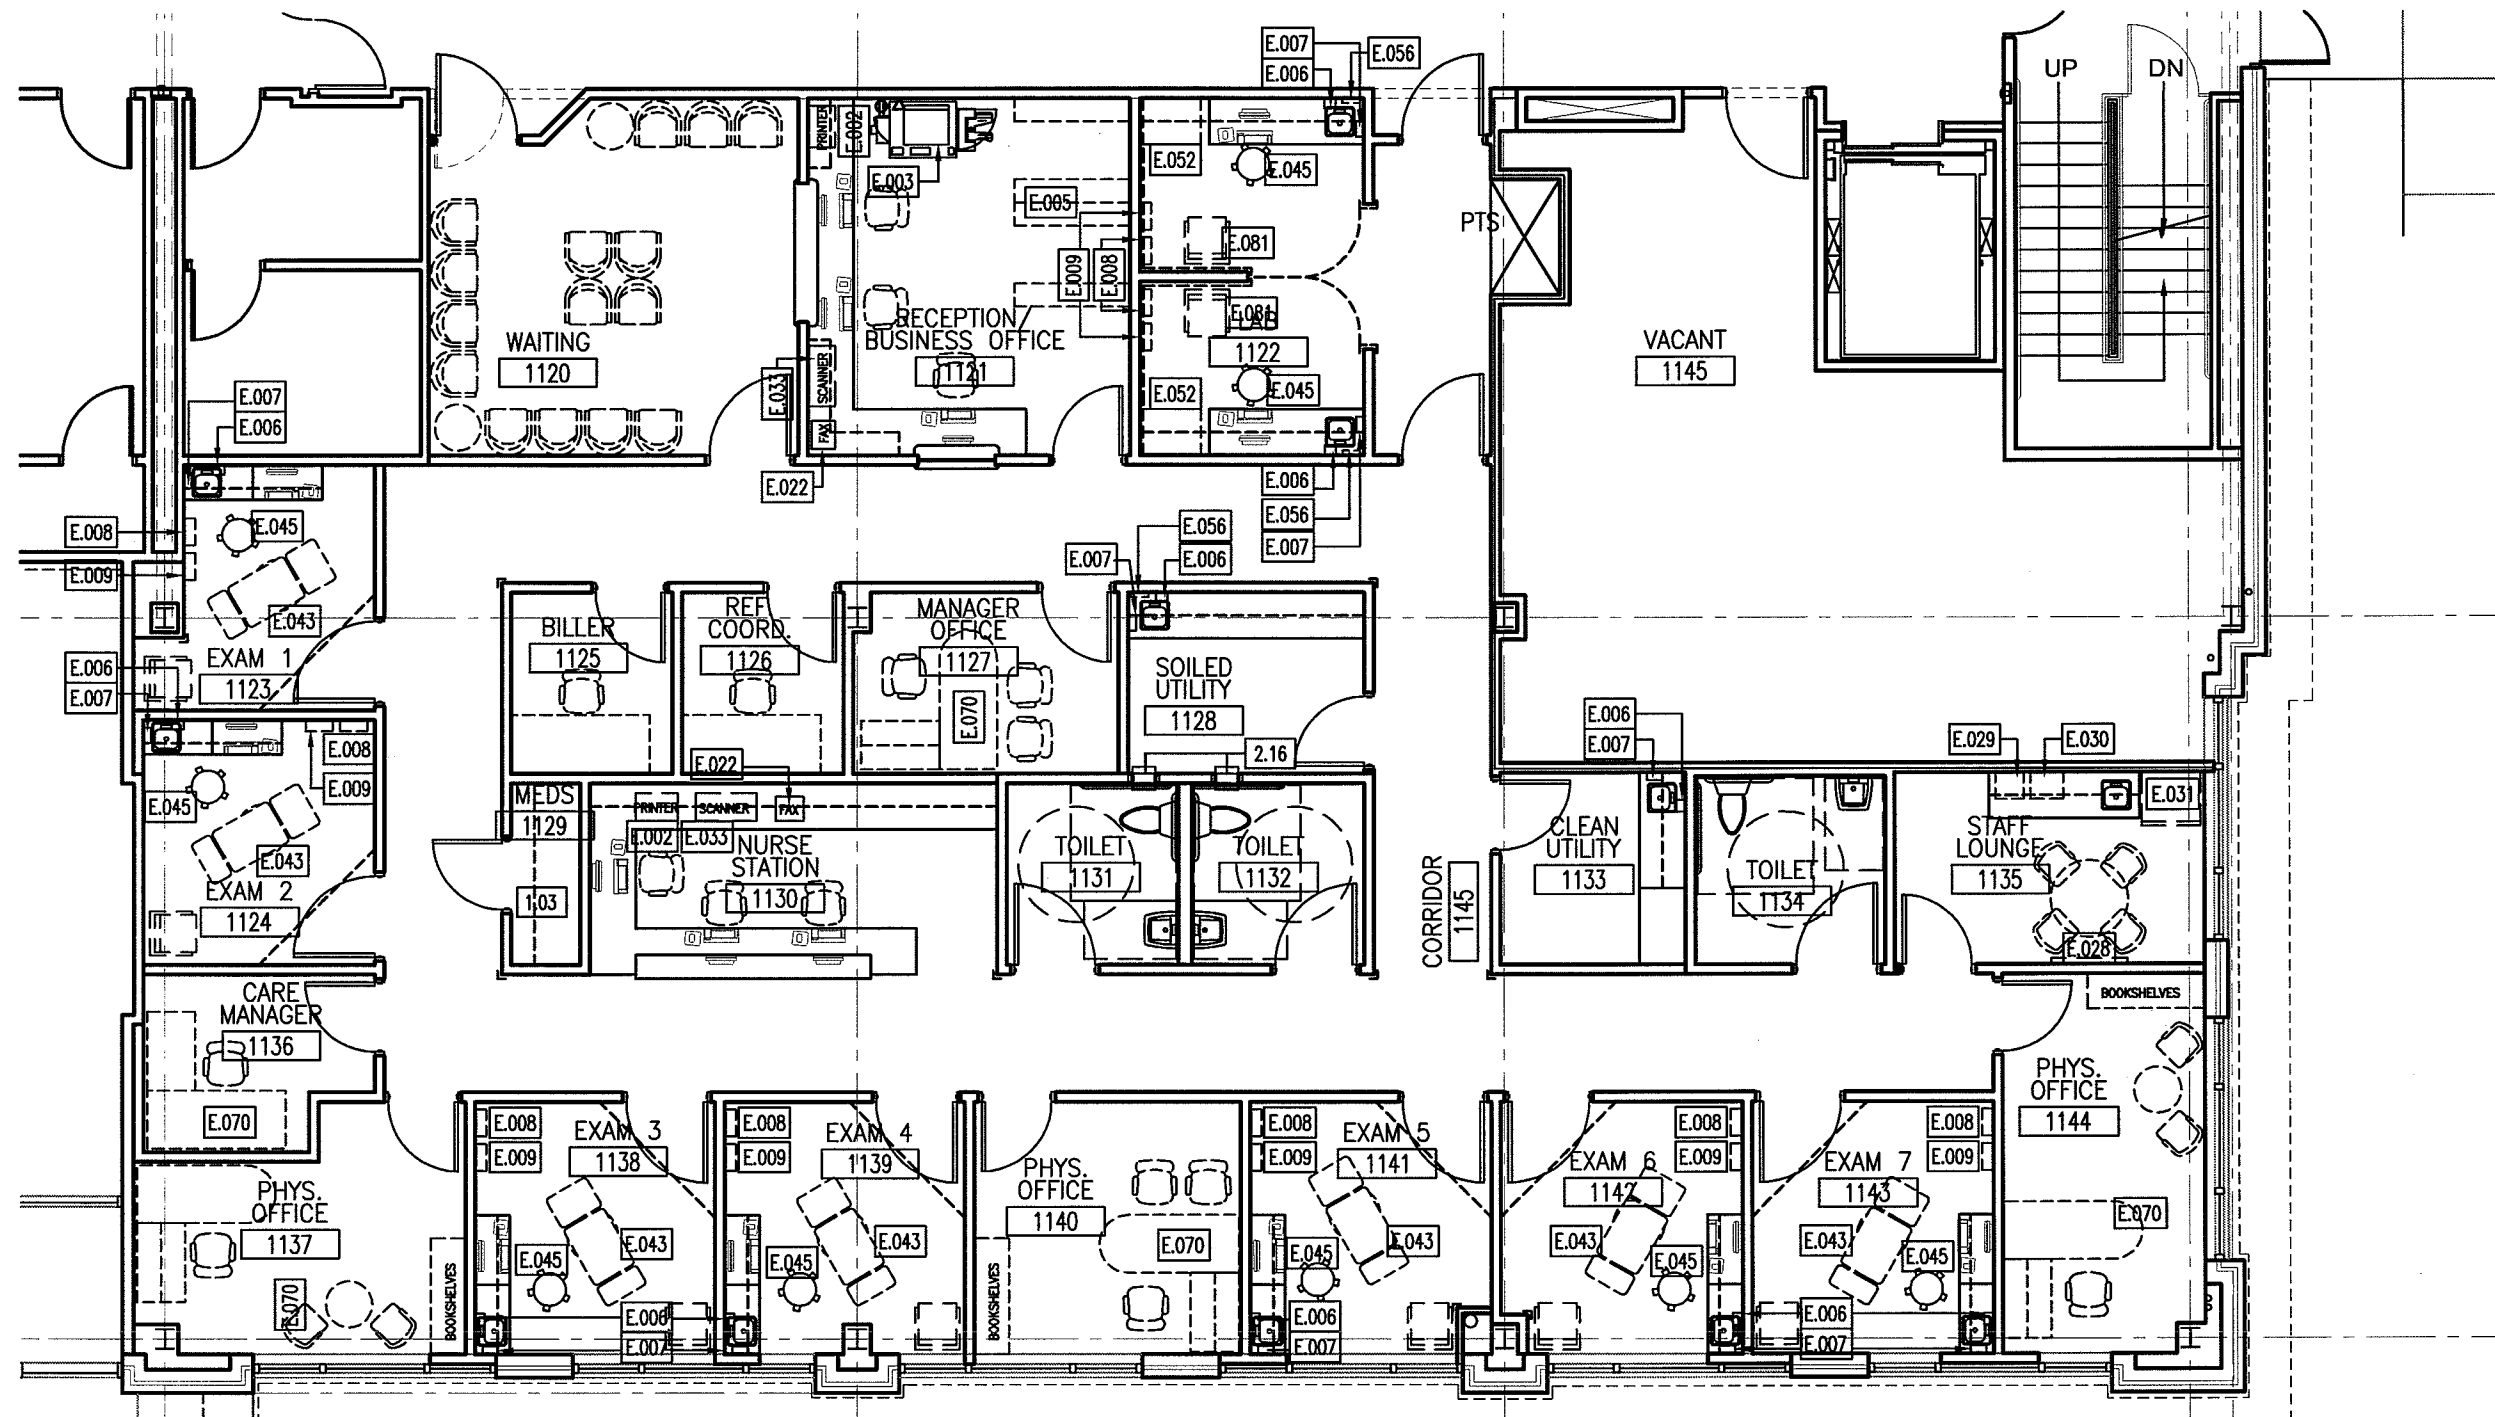 E.007
E.006
E.056
UP
DN
PRINTER
E.002
E.003
E.052
E.045
E.005
E.081
PTS
E.009
E.008
E.081
RECEPTION
BUSINESS OFFICE
1121
LAB
1122
WAITING
1120
VACANT
1145
E.033
SCANNER
FAX
E.052
E.045
E.007
E.006
E.022
E.006
E.056
E.007
E.008
E.045
E.009
E.043
EXAM 1
1123
E.056
E.007
E.006
BILLER
1125
REF.
COORD.
1126
MANAGER
OFFICE
1127
E.070
SOILED
UTILITY
1128
2.16
E.006
E.007
E.008
E.009
E.045
E.043
EXAM 2
1124
E.022
MEDS
1129
1.03
PRINTER
SCANNER
FAX
E.002
E.033
NURSE
STATION
1130
TOILET
1131
TOILET
1132
CORRIDOR
1145
E.006
E.007
CLEAN
UTILITY
1133
TOILET
1134
E.029
E.030
E.031
STAFF
LOUNGE
1135
E.028
CARE
MANAGER
1136
E.070
BOOKSHELVES
PHYS.
OFFICE
1144
E.070
PHYS.
OFFICE
1137
E.070
BOOKSHELVES
E.008
E.009
EXAM 3
1138
E.043
E.045
E.006
E.007
E.008
E.009
EXAM 4
1139
E.043
E.045
PHYS.
OFFICE
1140
E.070
BOOKSHELVES
E.008
E.009
EXAM 5
1141
E.043
E.045
E.006
E.007
EXAM 6
1142
E.008
E.009
E.043
E.045
EXAM 7
1143
E.008
E.009
E.043
E.045
E.006
E.007